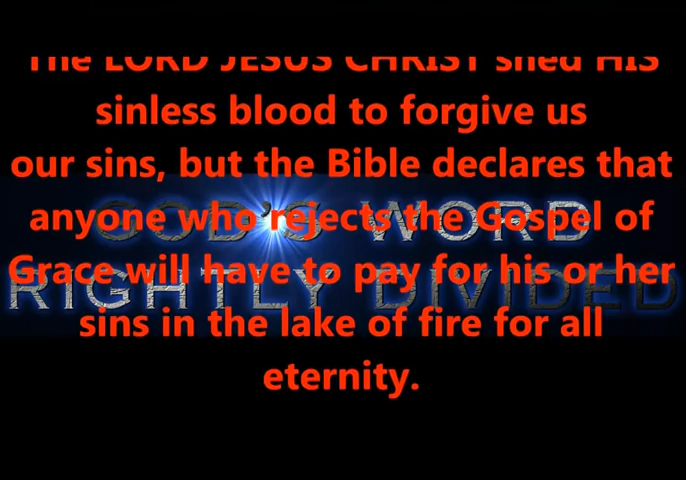 The LORD JESUS CHRIST shed HIS
sinless blood to forgive us
our sins, but the Bible declares that
anyone who rejects the Gospel of
Grace will have to pay for his or her
sins in the lake of fire for all
eternity.
GOD'S WORD
RIGHTLY DIVIDED